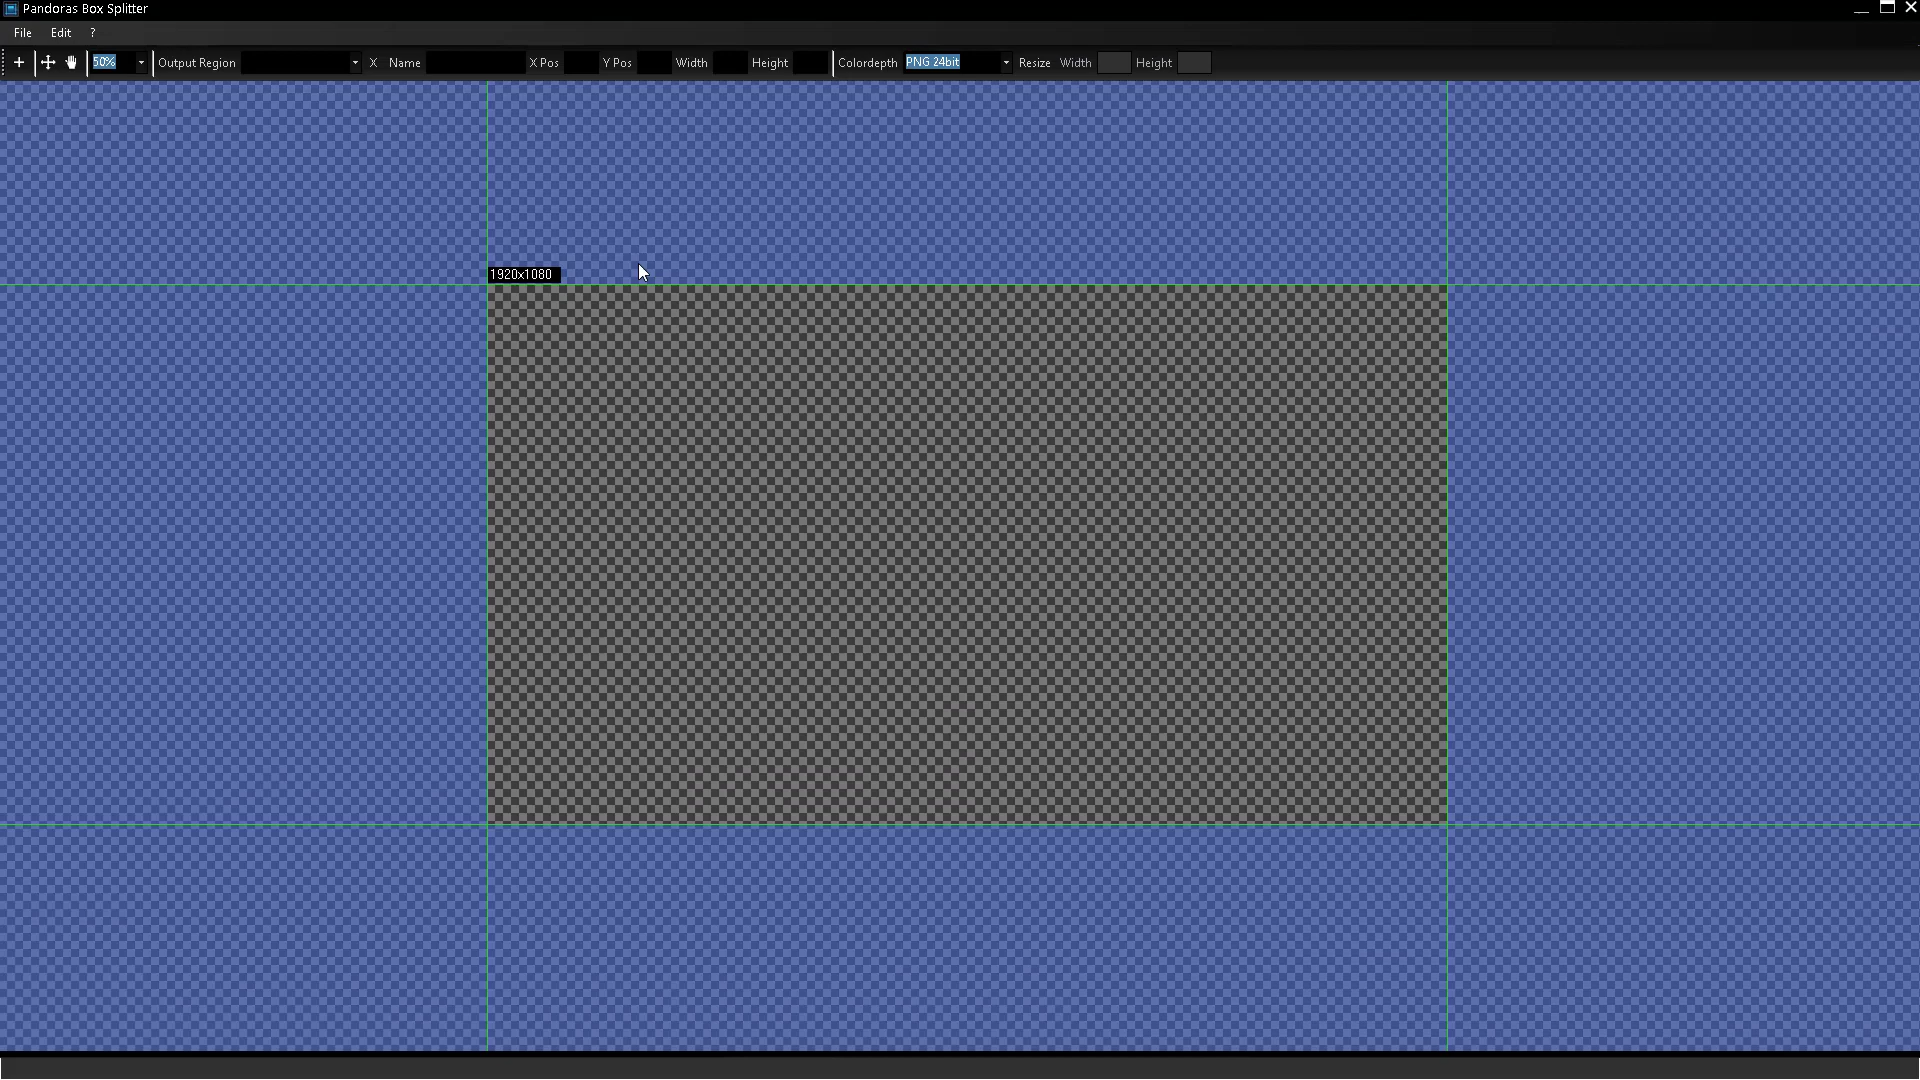 Pandoras Box Splitter
File Edit ?
50% Output Region X Name X Pos Y Pos Width Height Colordepth PNG 24bit Resize Width Height
1920x1080